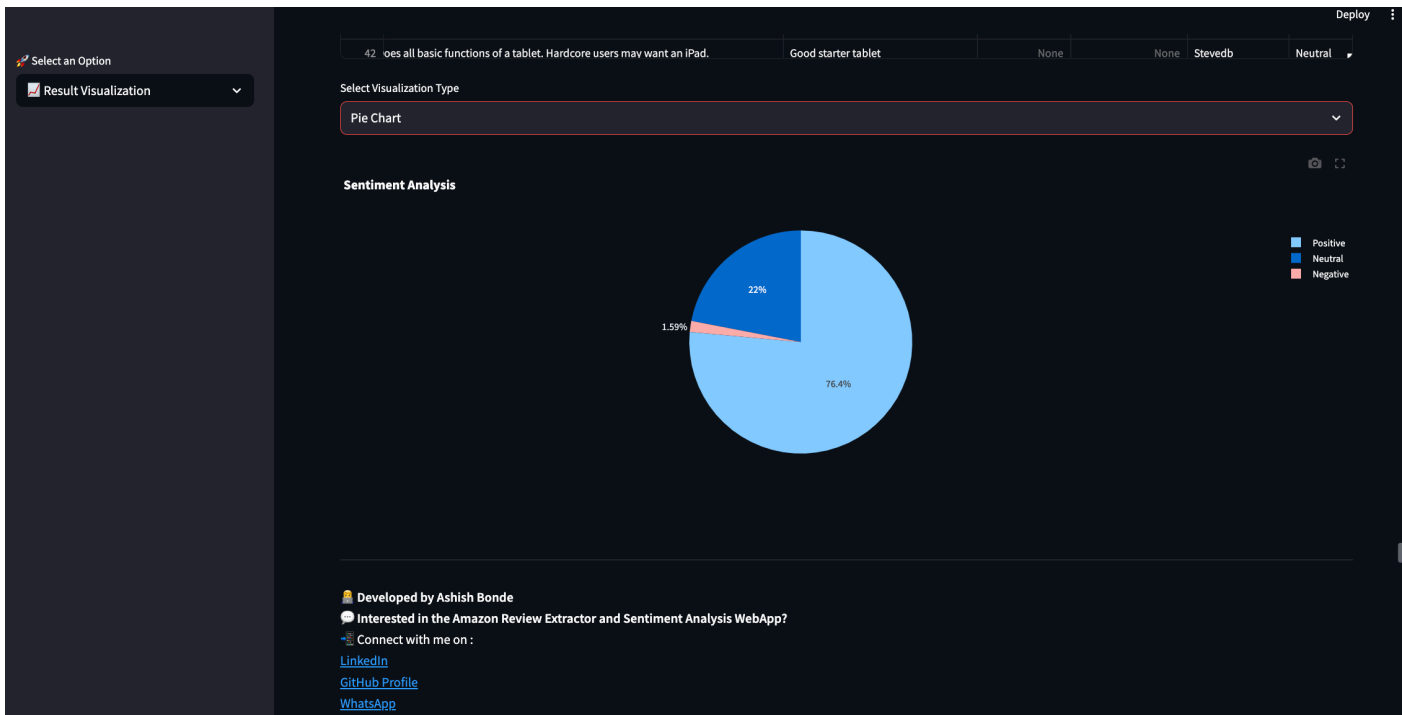 Deploy
🚀 Select an Option
📈 Result Visualization
42 oes all basic functions of a tablet. Hardcore users may want an iPad. Good starter tablet None None Stevedb Neutral
Select Visualization Type
Pie Chart
Sentiment Analysis
Positive
Neutral
Negative
22%
1.59%
76.4%
👨‍💻 Developed by Ashish Bonde
💬 Interested in the Amazon Review Extractor and Sentiment Analysis WebApp?
📲 Connect with me on :
LinkedIn
GitHub Profile
WhatsApp